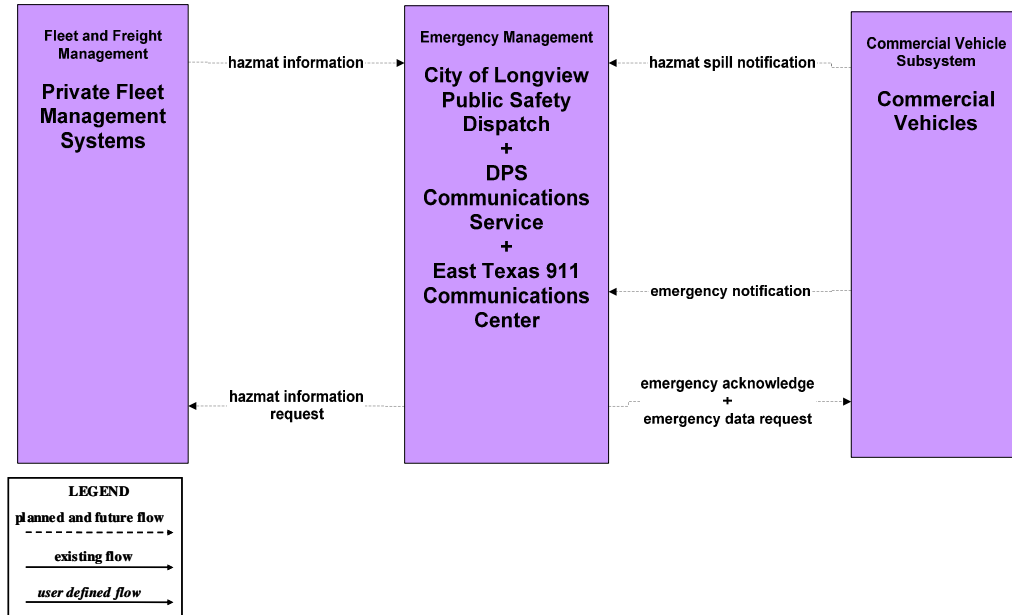 Fleet and Freight
Management
Private Fleet
Management
Systems
hazmat information
Emergency Management
City of Longview
Public Safety
Dispatch
+
DPS
Communications
Service
+
East Texas 911
Communications
Center
hazmat spill notification
Commercial Vehicle
Subsystem
Commercial
Vehicles
emergency notification
hazmat information
request
emergency acknowledge
+
emergency data request
LEGEND
planned and future flow
existing flow
user defined flow